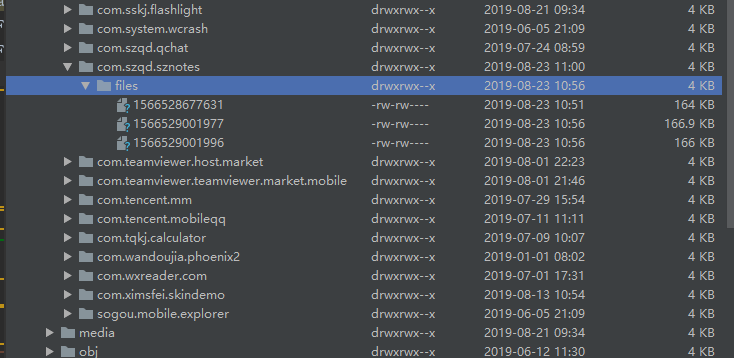 com.sskj.flashlight drwxrwx--x 2019-08-21 09:34 4 KB
com.system.wcrash drwxrwx--x 2019-06-05 21:09 4 KB
com.szqd.qchat drwxrwx--x 2019-07-24 08:59 4 KB
com.szqd.sznotes drwxrwx--x 2019-08-23 11:00 4 KB
files drwxrwx--x 2019-08-23 10:56 4 KB
1566528677631 -rw-rw---- 2019-08-23 10:51 164 KB
1566529001977 -rw-rw---- 2019-08-23 10:56 166.9 KB
1566529001996 -rw-rw---- 2019-08-23 10:56 166 KB
com.teamviewer.host.market drwxrwx--x 2019-08-01 22:23 4 KB
com.teamviewer.teamviewer.market.mobile drwxrwx--x 2019-08-01 21:46 4 KB
com.tencent.mm drwxrwx--x 2019-07-29 15:54 4 KB
com.tencent.mobileqq drwxrwx--x 2019-07-11 11:11 4 KB
com.tqkj.calculator drwxrwx--x 2019-07-09 10:07 4 KB
com.wandoujia.phoenix2 drwxrwx--x 2019-01-01 08:02 4 KB
com.wxreader.com drwxrwx--x 2019-07-01 17:31 4 KB
com.ximsfei.skindemo drwxrwx--x 2019-08-13 10:54 4 KB
sogou.mobile.explorer drwxrwx--x 2019-06-05 21:09 4 KB
media drwxrwx--x 2019-08-21 09:34 4 KB
obj drwxrwx--x 2019-06-12 11:30 4 KB